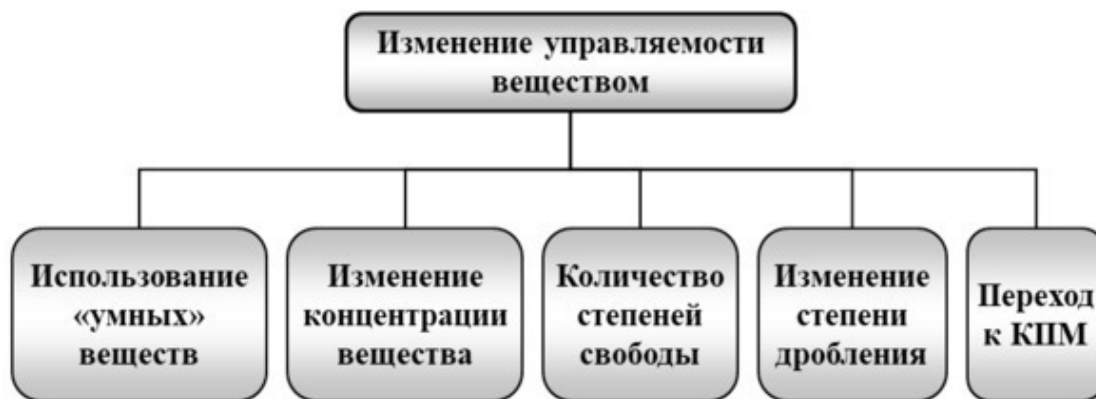 Изменение управляемости
веществом
Использование
«умных»
веществ
Изменение
концентрации
вещества
Количество
степеней
свободы
Изменение
степени
дробления
Переход
к КПМ